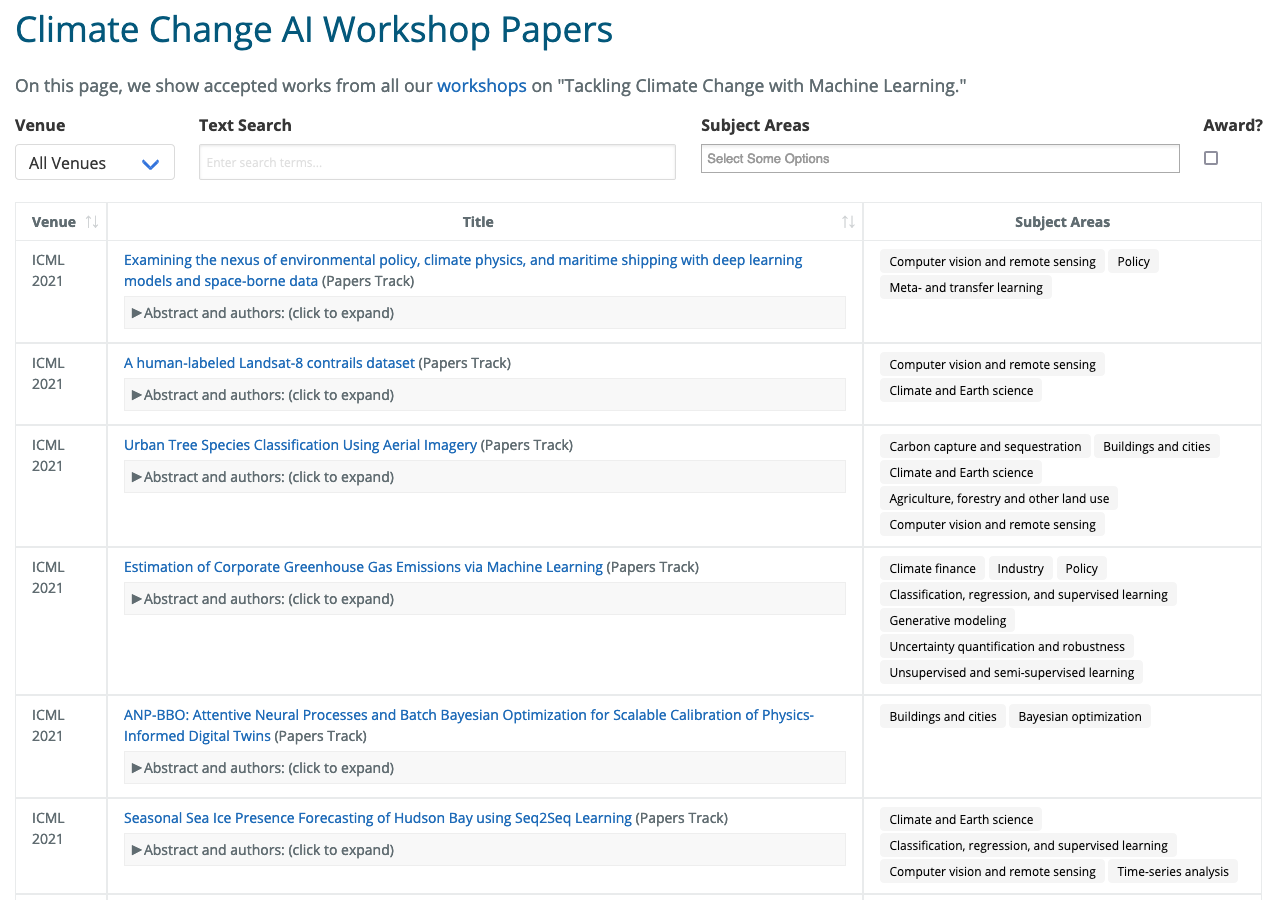 Climate Change AI Workshop Papers
On this page, we show accepted works from all our workshops on "Tackling Climate Change with Machine Learning."
Venue
Text Search
Subject Areas
Award?
All Venues
Enter search terms...
Select Some Options
Venue
Title
Subject Areas
ICML
2021
Examining the nexus of environmental policy, climate physics, and maritime shipping with deep learning
models and space-borne data (Papers Track)
▶Abstract and authors: (click to expand)
Computer vision and remote sensing Policy
Meta- and transfer learning
ICML
2021
A human-labeled Landsat-8 contrails dataset (Papers Track)
▶Abstract and authors: (click to expand)
Computer vision and remote sensing
Climate and Earth science
ICML
2021
Urban Tree Species Classification Using Aerial Imagery (Papers Track)
▶Abstract and authors: (click to expand)
Carbon capture and sequestration Buildings and cities
Climate and Earth science
Agriculture, forestry and other land use
Computer vision and remote sensing
ICML
2021
Estimation of Corporate Greenhouse Gas Emissions via Machine Learning (Papers Track)
▶Abstract and authors: (click to expand)
Climate finance Industry Policy
Classification, regression, and supervised learning
Generative modeling
Uncertainty quantification and robustness
Unsupervised and semi-supervised learning
ICML
2021
ANP-BBO: Attentive Neural Processes and Batch Bayesian Optimization for Scalable Calibration of Physics-
Informed Digital Twins (Papers Track)
▶Abstract and authors: (click to expand)
Buildings and cities Bayesian optimization
ICML
2021
Seasonal Sea Ice Presence Forecasting of Hudson Bay using Seq2Seq Learning (Papers Track)
▶Abstract and authors: (click to expand)
Climate and Earth science
Classification, regression, and supervised learning
Computer vision and remote sensing Time-series analysis